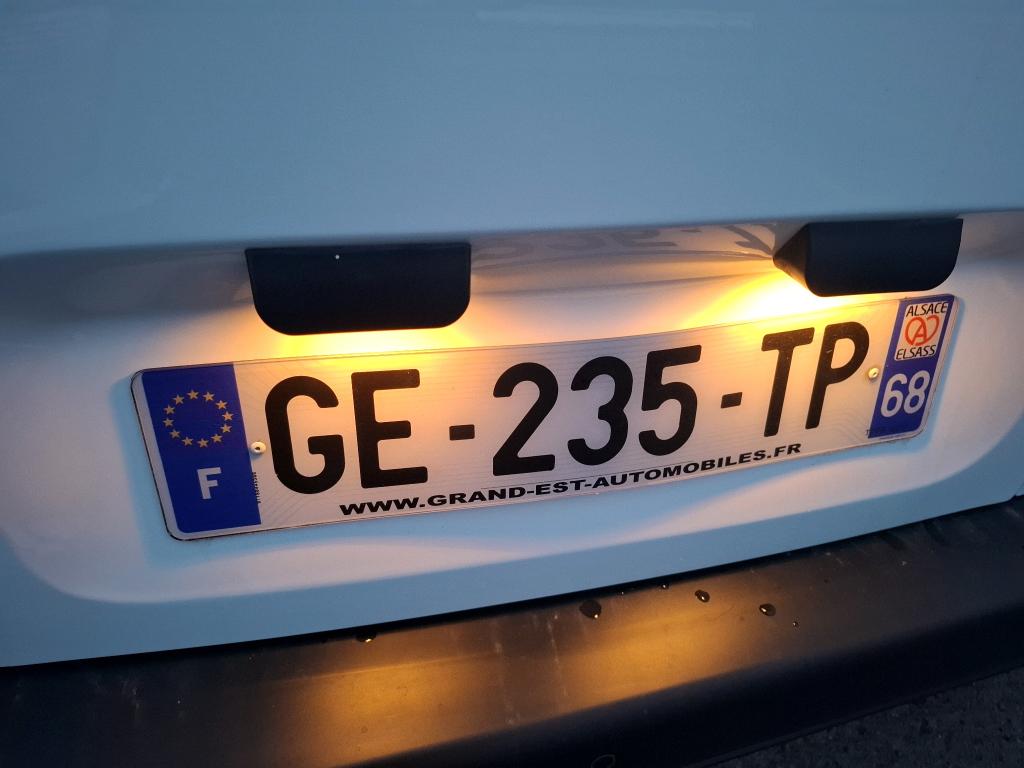 F
GE-235-TP
WWW.GRAND-EST-AUTOMOBILES.FR
ALSACE
A
ELSASS
68